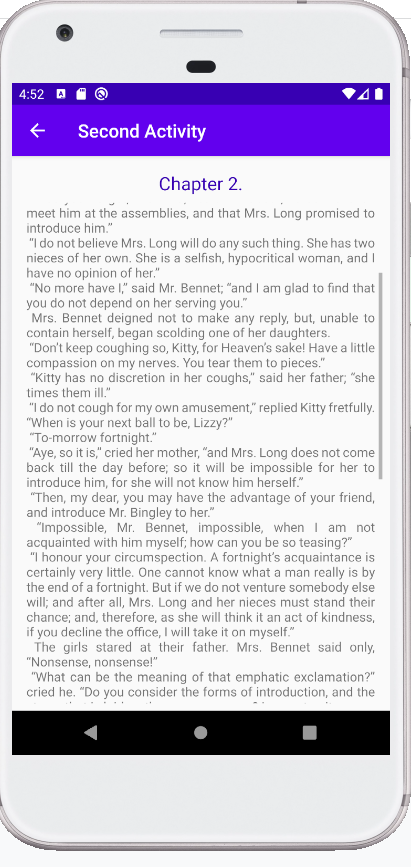 4:52
Second Activity
Chapter 2.
meet him at the assemblies, and that Mrs. Long promised to
introduce him.”
“I do not believe Mrs. Long will do any such thing. She has two
nieces of her own. She is a selfish, hypocritical woman, and I
have no opinion of her.”
“No more have I,” said Mr. Bennet; “and I am glad to find that
you do not depend on her serving you.”
Mrs. Bennet deigned not to make any reply, but, unable to
contain herself, began scolding one of her daughters.
“Don’t keep coughing so, Kitty, for Heaven’s sake! Have a little
compassion on my nerves. You tear them to pieces.”
“Kitty has no discretion in her coughs,” said her father; “she
times them ill.”
“I do not cough for my own amusement,” replied Kitty fretfully.
“When is your next ball to be, Lizzy?”
“To-morrow fortnight.”
“Aye, so it is,” cried her mother, “and Mrs. Long does not come
back till the day before; so it will be impossible for her to
introduce him, for she will not know him herself.”
“Then, my dear, you may have the advantage of your friend,
and introduce Mr. Bingley to her.”
“Impossible, Mr. Bennet, impossible, when I am not
acquainted with him myself; how can you be so teasing?”
“I honour your circumspection. A fortnight’s acquaintance is
certainly very little. One cannot know what a man really is by
the end of a fortnight. But if we do not venture somebody else
will; and after all, Mrs. Long and her nieces must stand their
chance; and, therefore, as she will think it an act of kindness,
if you decline the office, I will take it on myself.”
The girls stared at their father. Mrs. Bennet said only,
“Nonsense, nonsense!”
“What can be the meaning of that emphatic exclamation?”
cried he. “Do you consider the forms of introduction, and the